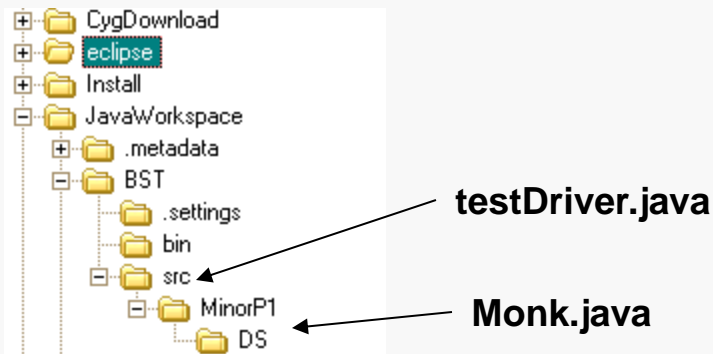 CygDownload
eclipse
Install
JavaWorkspace
.metadata
BST
testDriver.java
.settings
bin
src
MinorP1
Monk.java
DS